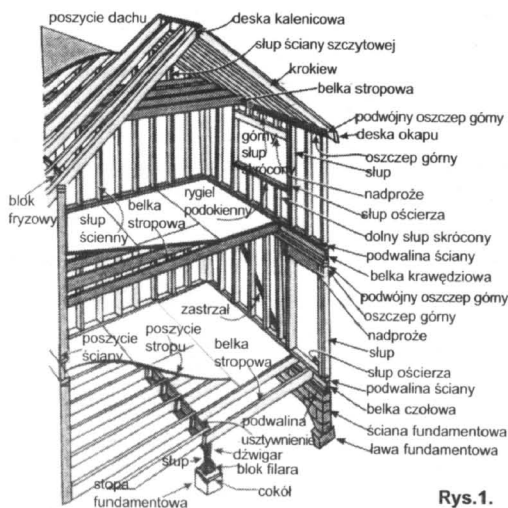 poszycie dachu
deska kalenicowa
słup ściany szczytowej
krokiew
belka stropowa
podwójny oszczep górny
deska okapu
oszczep górny
słup
nadproże
słup ościerza
dolny słup skrócony
podwalina ściany
belka krawędziowa
podwójny oszczep górny
oszczep górny
nadproże
słup
słup ościerza
podwalina ściany
belka czołowa
ściana fundamentowa
ława fundamentowa
górny
słup
skrócony
blok
fryzowy
słup
ścienny
belka
stropowa
rygiel
podokienny
zastrzał
poszycie
ściany
poszycie
stropu
belka
stropowa
podwalina
usztywnienie
dźwigar
słup
blok filara
stopa
fundamentowa
cokół
Rys.1.